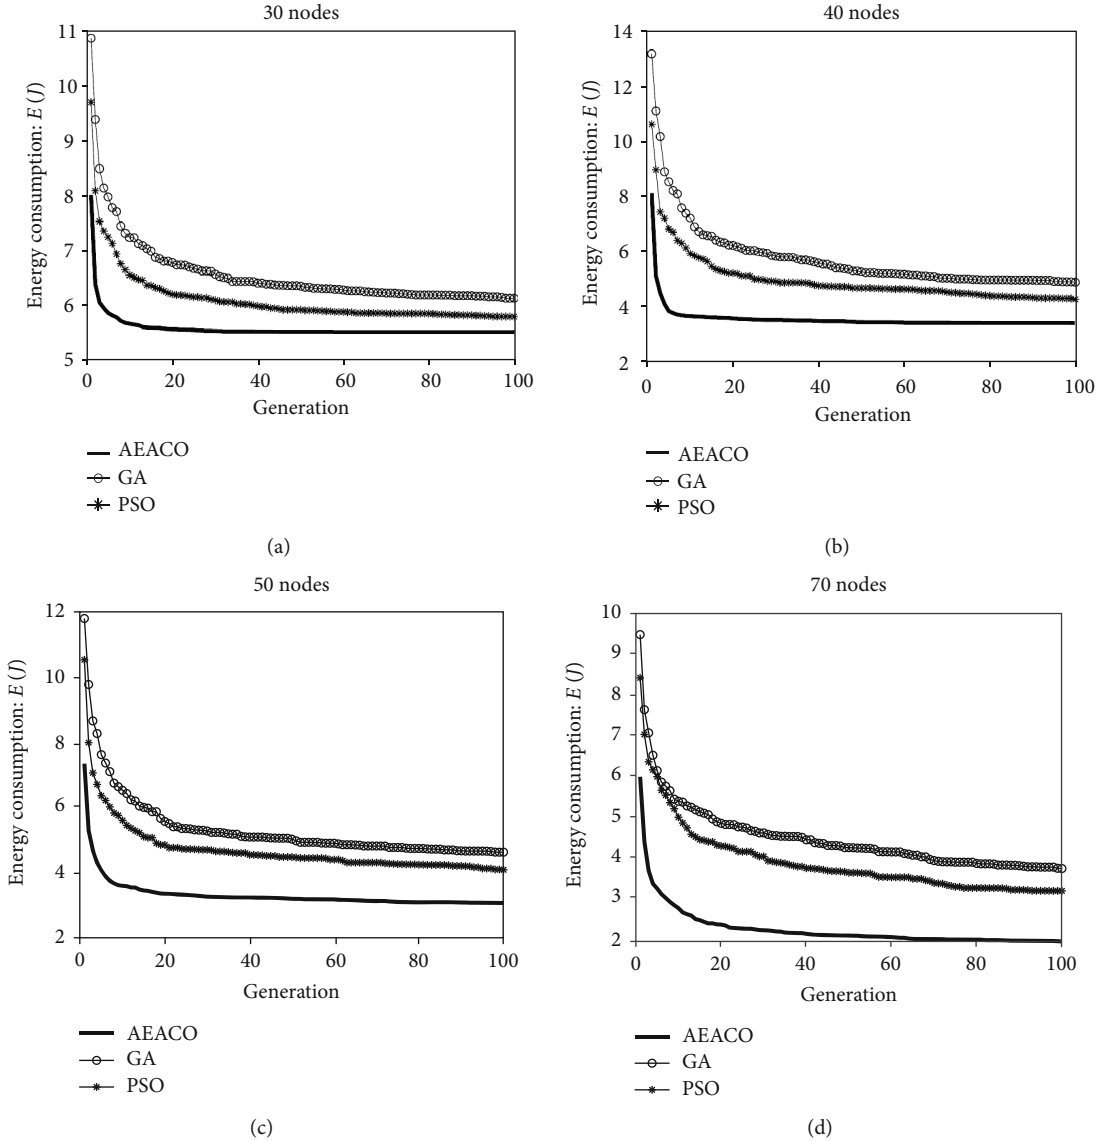 30 nodes
11
10
9
8
7
6
5
Energy consumption: E (J)
0
20
40
60
80
100
Generation
AEACO
GA
PSO
(a)
40 nodes
14
12
10
8
6
4
2
Energy consumption: E (J)
0
20
40
60
80
100
Generation
AEACO
GA
PSO
(b)
50 nodes
12
10
8
6
4
2
Energy consumption: E (J)
0
20
40
60
80
100
Generation
AEACO
GA
PSO
(c)
70 nodes
10
9
8
7
6
5
4
3
2
Energy consumption: E (J)
0
20
40
60
80
100
Generation
AEACO
GA
PSO
(d)